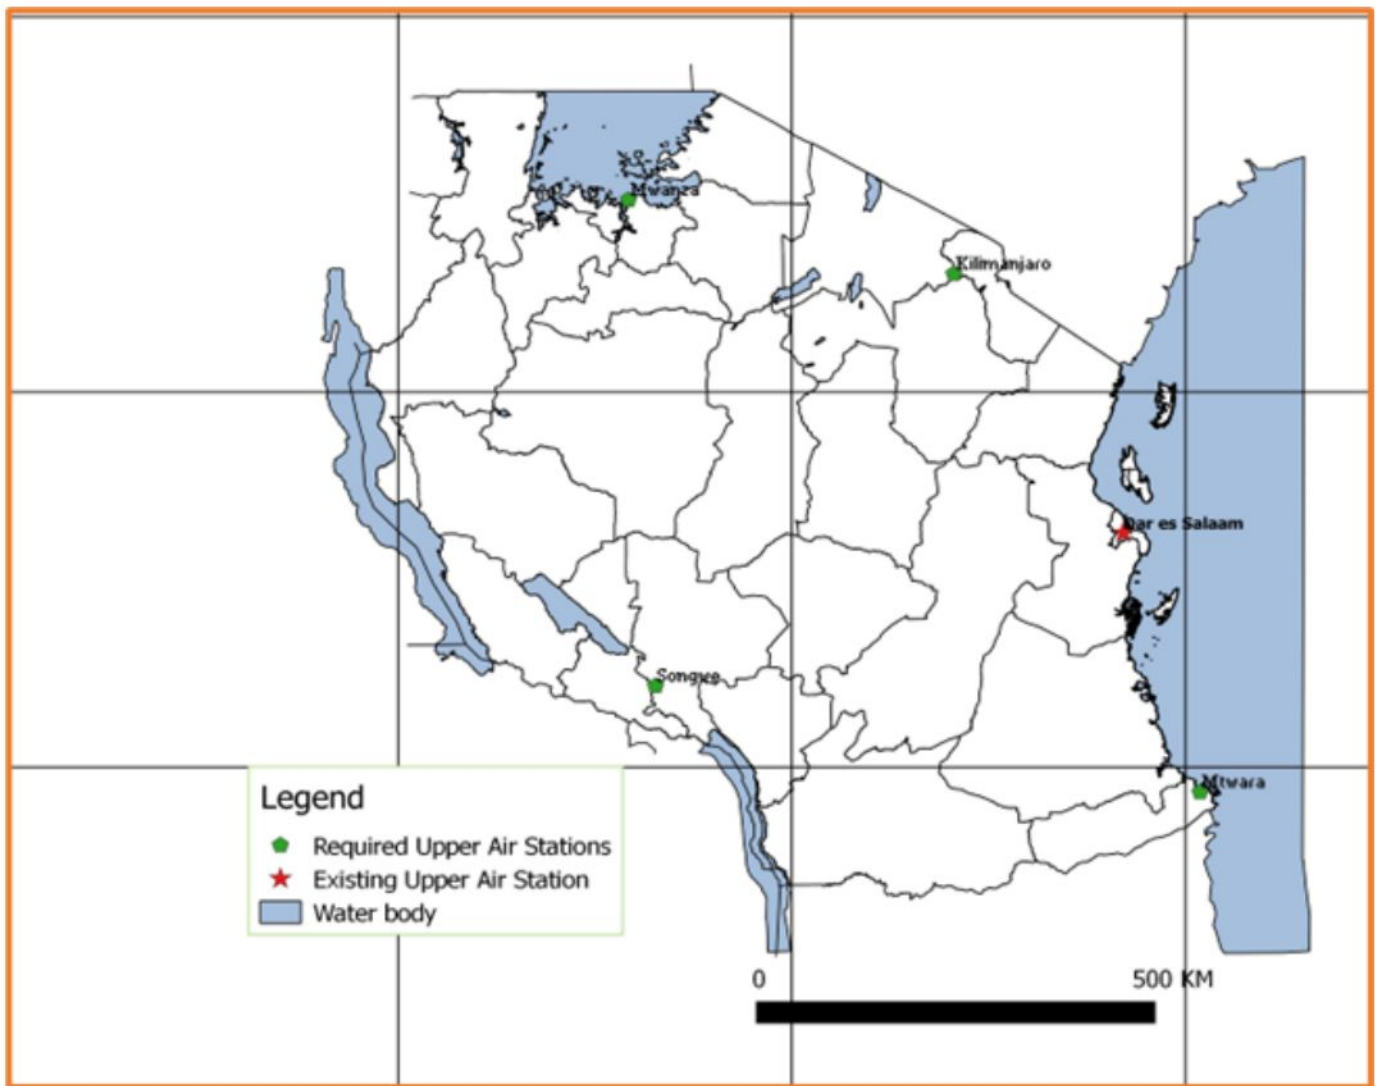 Mwanza
Kilimanjaro
Dar es Salaam
Songwe
Mtwara
Legend
Required Upper Air Stations
Existing Upper Air Station
Water body
0 500 KM